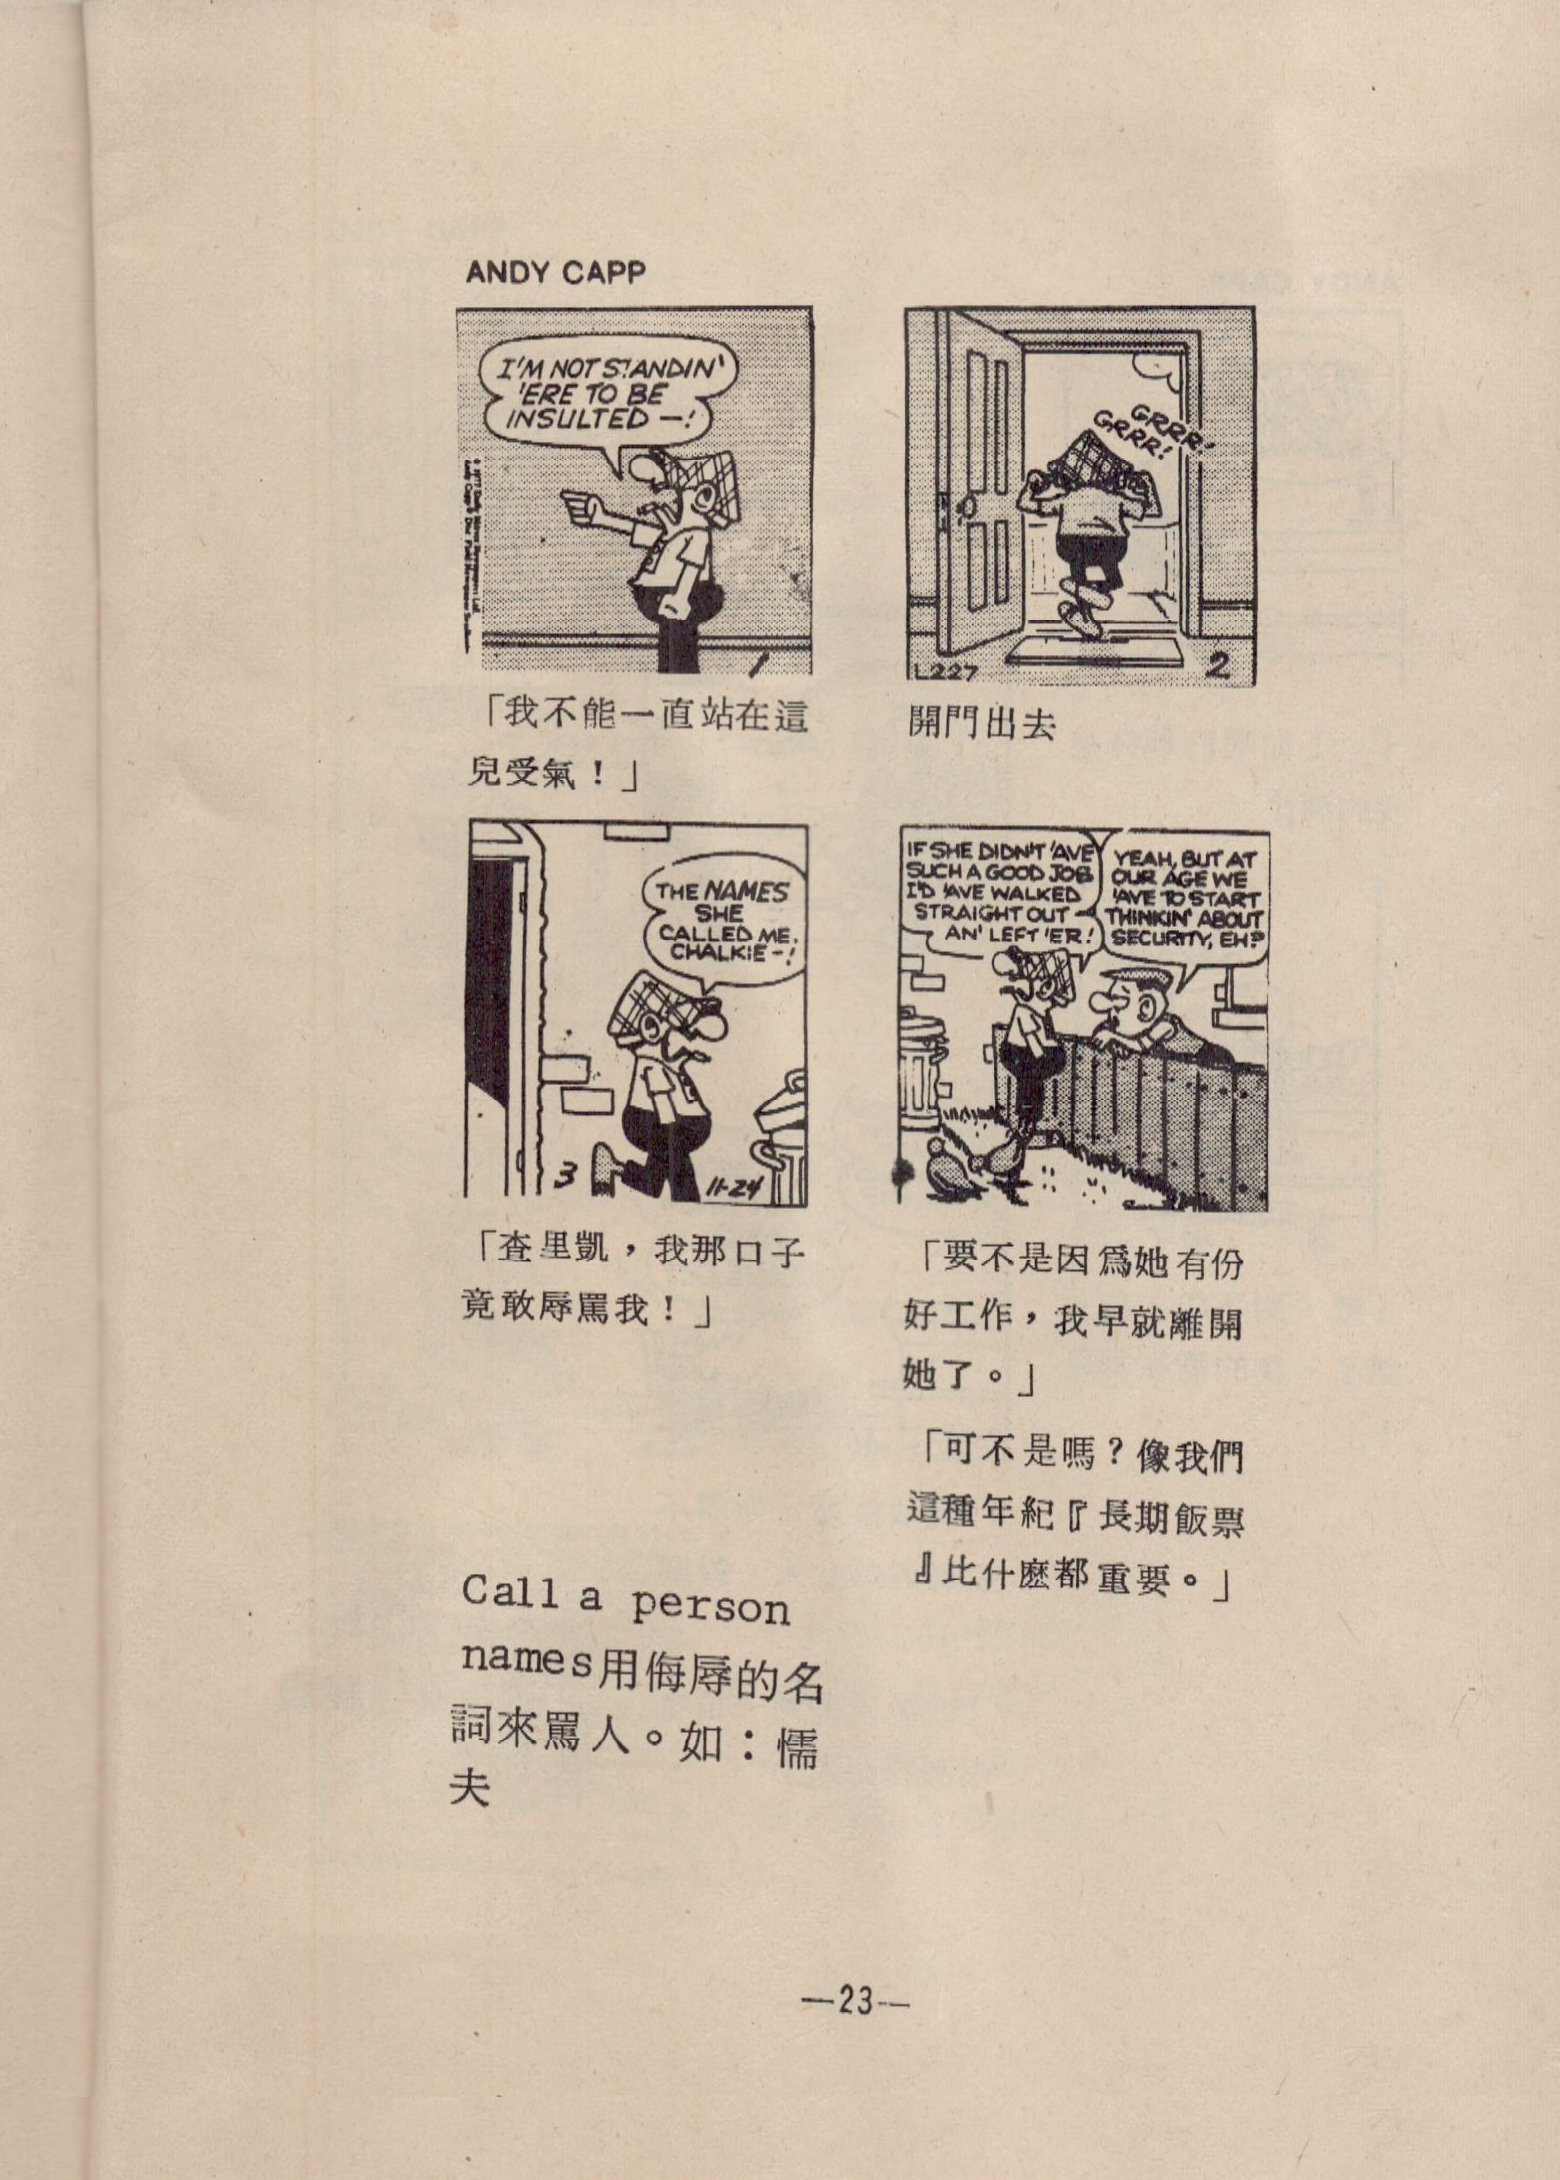 ANDY CAPP
I'M NOT STANDIN'
'ERE TO BE
INSULTED —!
1
「我不能一直站在這
兒受氣！」
GRRR!
GRRR!
L227
2
開門出去
THE NAMES
SHE
CALLED ME,
CHALKIE —!
3
11-24
「查里凱，我那口子
竟敢辱罵我！」
IF SHE DIDN'T 'AVE
SUCH A GOOD JOB
I'D 'AVE WALKED
STRAIGHT OUT —
AN' LEFT 'ER!
YEAH, BUT AT
OUR AGE WE
'AVE TO START
THINKIN' ABOUT
SECURITY, EH?
「要不是因爲她有份
好工作，我早就離開
她了。」
「可不是嗎？像我們
這種年紀『長期飯票
』比什麽都重要。」
Call a person
names用侮辱的名
詞來罵人。如：懦
夫
—23—